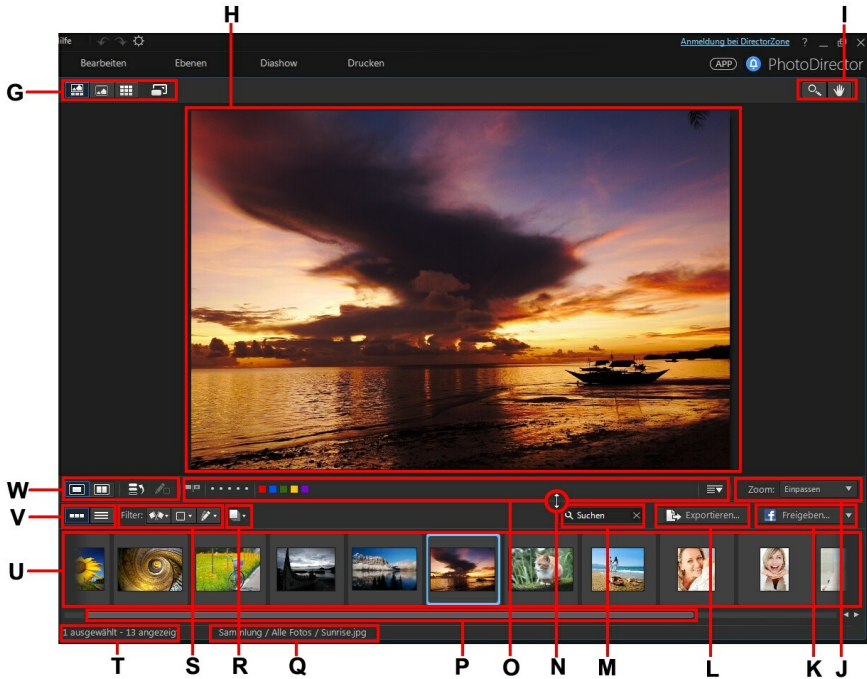 H
I
ilfe
Anmeldung bei DirectorZone ?
Bearbeiten Ebenen Diashow Drucken
APP PhotoDirector
G
W
Zoom: Einpassen
V
Filter:
Suchen
Exportieren...
Freigeben...
U
1 ausgewählt - 13 angezeig
Sammlung / Alle Fotos / Sunrise.jpg
T S R Q P O N M L K J